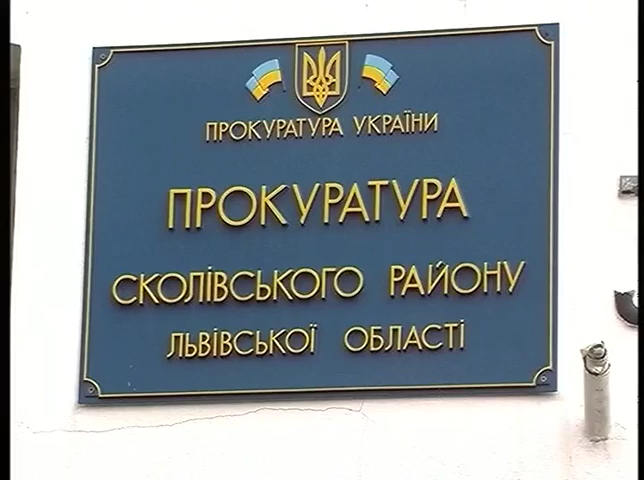 ПРОКУРАТУРА УКРАЇНИ
ПРОКУРАТУРА
СКОЛІВСЬКОГО РАЙОНУ
ЛЬВІВСЬКОЇ ОБЛАСТІ